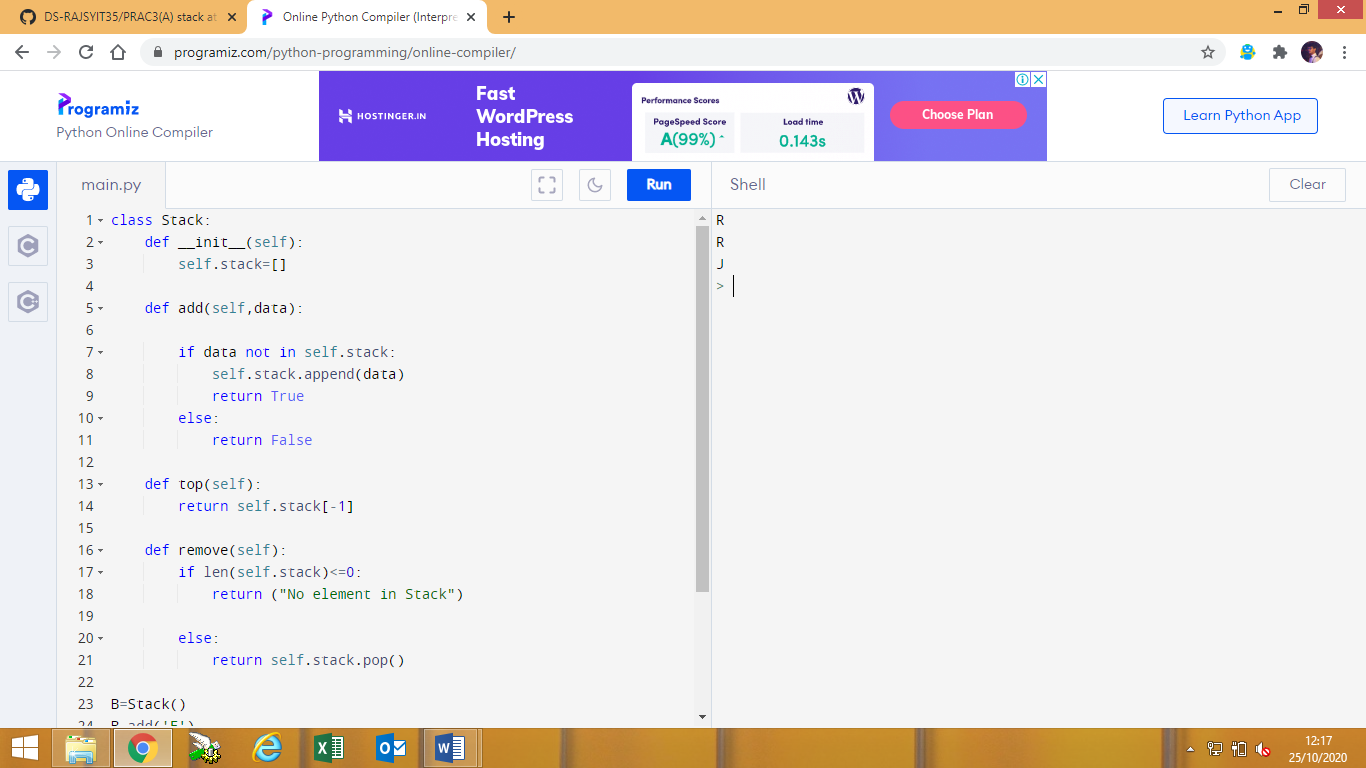 DS-RAJSYIT35/PRAC3(A) stack at
Online Python Compiler (Interpre
programiz.com/python-programming/online-compiler/
Programiz
Python Online Compiler
HOSTINGER.IN
Fast
WordPress
Hosting
Performance Scores
PageSpeed Score
A(99%)
Load time
0.143s
Choose Plan
Learn Python App
main.py
Run
Shell
Clear
1 class Stack:
2 def __init__(self):
3 self.stack=[]
4
5 def add(self,data):
6
7 if data not in self.stack:
8 self.stack.append(data)
9 return True
10 else:
11 return False
12
13 def top(self):
14 return self.stack[-1]
15
16 def remove(self):
17 if len(self.stack)<=0:
18 return ("No element in Stack")
19
20 else:
21 return self.stack.pop()
22
23 B=Stack()
R
R
J
>
12:17
25/10/2020